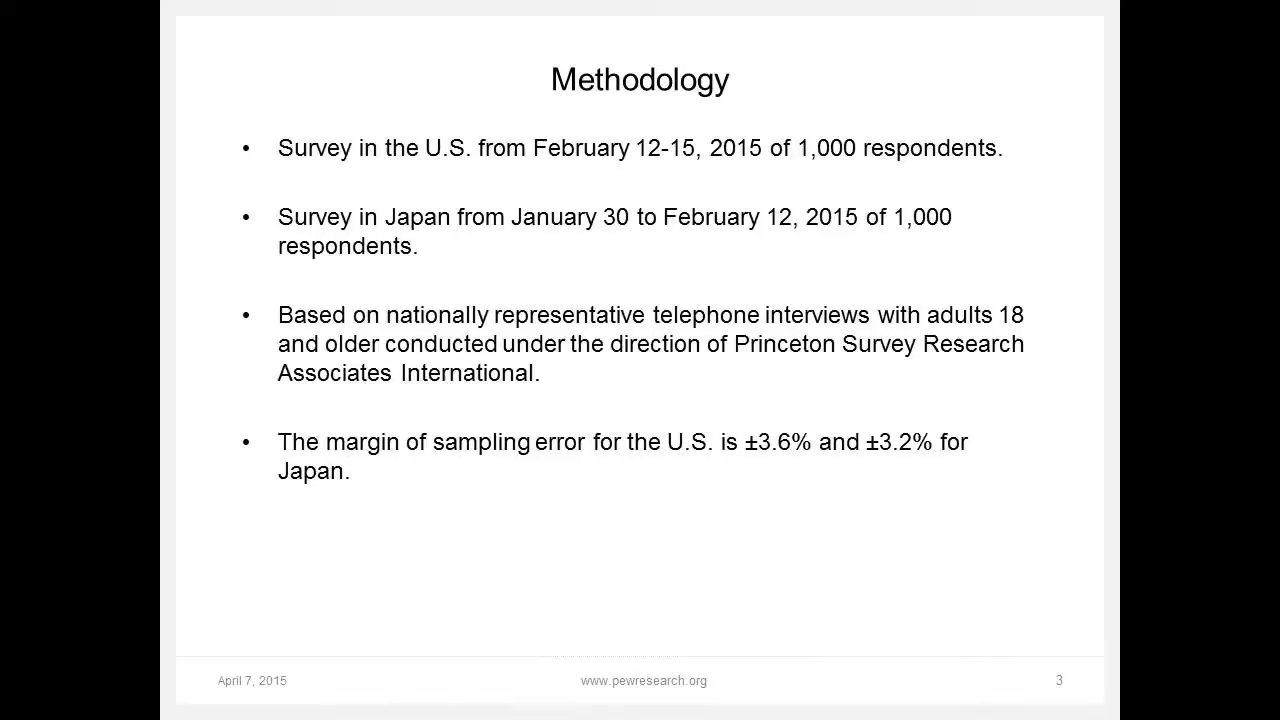 Methodology
• Survey in the U.S. from February 12-15, 2015 of 1,000 respondents.
• Survey in Japan from January 30 to February 12, 2015 of 1,000
respondents.
• Based on nationally representative telephone interviews with adults 18
and older conducted under the direction of Princeton Survey Research
Associates International.
• The margin of sampling error for the U.S. is ±3.6% and ±3.2% for
Japan.
April 7, 2015 www.pewresearch.org 3